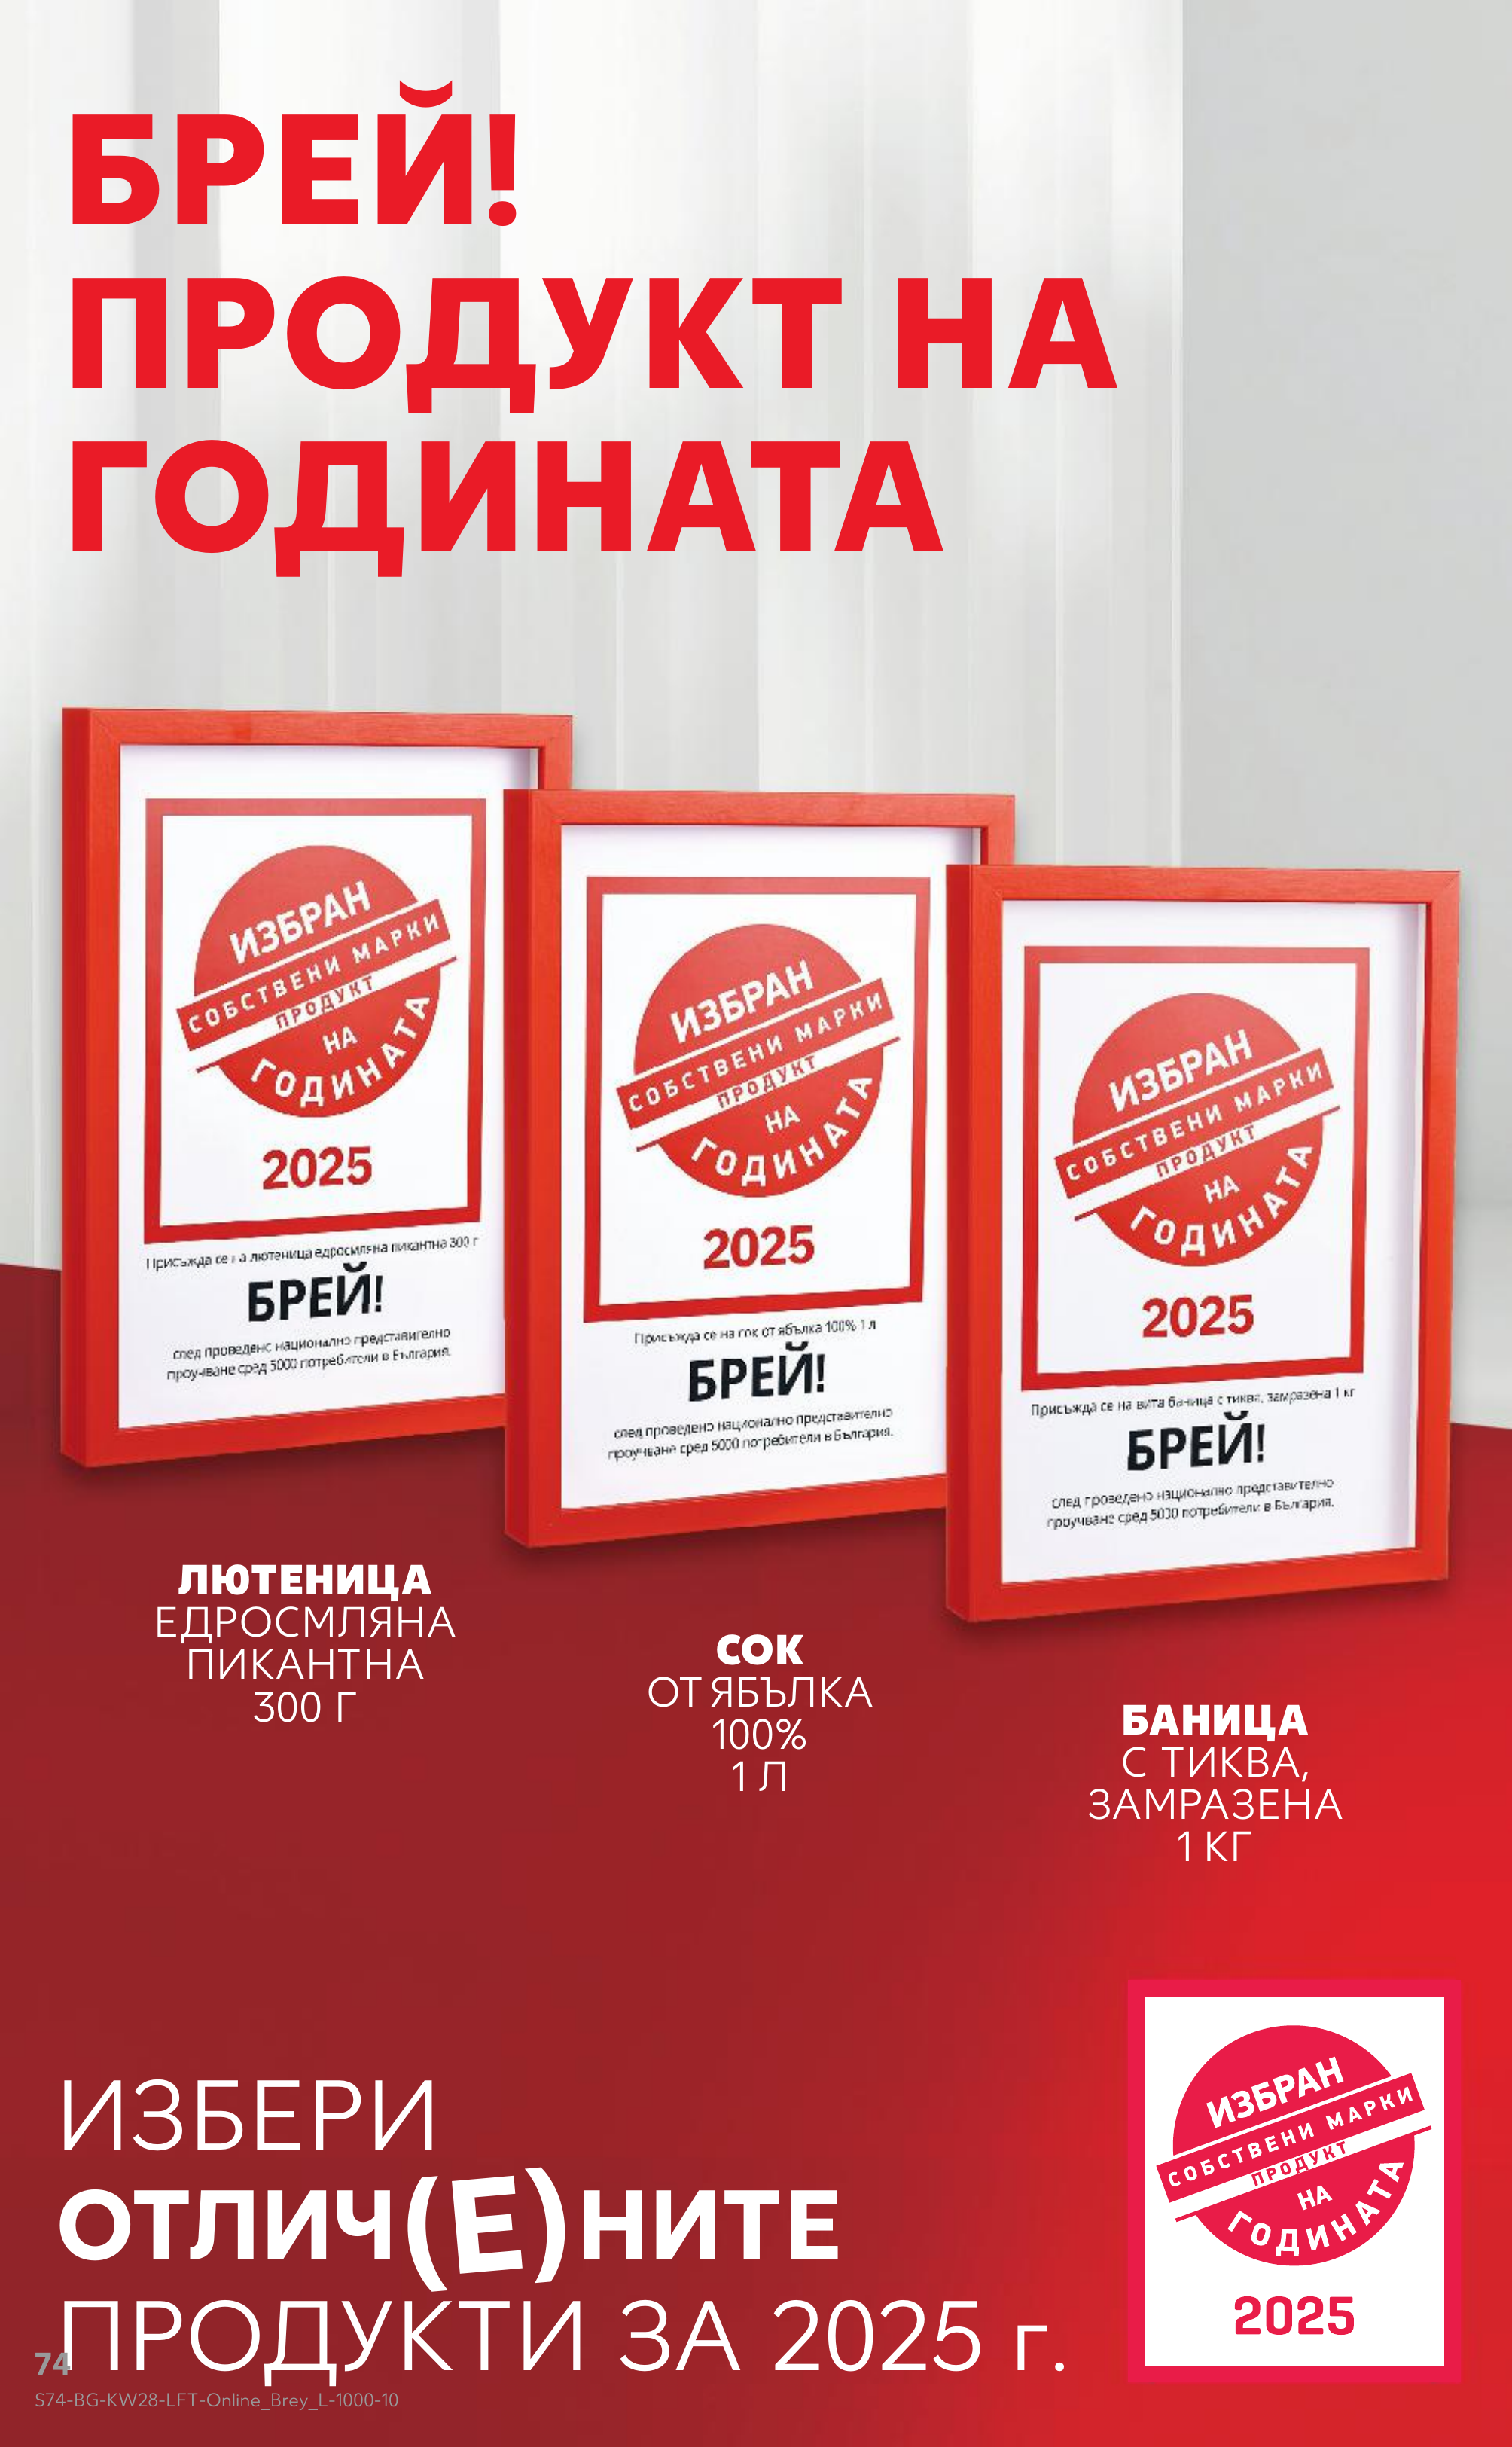 БРЕЙ!
ПРОДУКТ НА
ГОДИНАТА
ИЗБРАН
СОБСТВЕНИ МАРКИ
ПРОДУКТ
НА
ГОДИНАТА
2025
Присъжда се на лютеница едросмляна пикантна 300 г
БРЕЙ!
след проведено национално представително
проучване сред 5000 потребители в България.
ИЗБРАН
СОБСТВЕНИ МАРКИ
ПРОДУКТ
НА
ГОДИНАТА
2025
Присъжда се на сок от ябълка 100% 1 л
БРЕЙ!
след проведено национално представително
проучване сред 5000 потребители в България.
ИЗБРАН
СОБСТВЕНИ МАРКИ
ПРОДУКТ
НА
ГОДИНАТА
2025
Присъжда се на вита баница с тиква, замразена 1 кг
БРЕЙ!
след проведено национално представително
проучване сред 5000 потребители в България.
ЛЮТЕНИЦА
ЕДРОСМЛЯНА
ПИКАНТНА
300 Г
СОК
ОТ ЯБЪЛКА
100%
1 Л
БАНИЦА
С ТИКВА,
ЗАМРАЗЕНА
1 КГ
ИЗБЕРИ
ОТЛИЧ(Е)НИТЕ
ПРОДУКТИ ЗА 2025 г.
ИЗБРАН
СОБСТВЕНИ МАРКИ
ПРОДУКТ
НА
ГОДИНАТА
2025
74
S74-BG-KW28-LFT-Online_Brey_L-1000-10